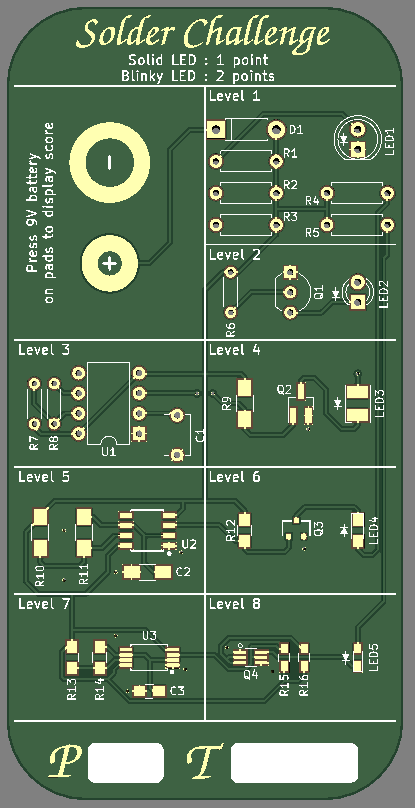 Solder Challenge
Solid LED : 1 point
Blinky LED : 2 points
Press 9V battery
on pads to display score
-
+
Level 1
D1
LED1
R1
R2
R4
R3
R5
Level 2
R6
Q1
LED2
Level 3
R7
R8
U1
C1
Level 4
R9
Q2
LED3
Level 5
R10
R11
U2
C2
Level 6
R12
Q3
LED4
Level 7
R13
R14
U3
C3
Level 8
Q4
R15
R16
LED5
P
T